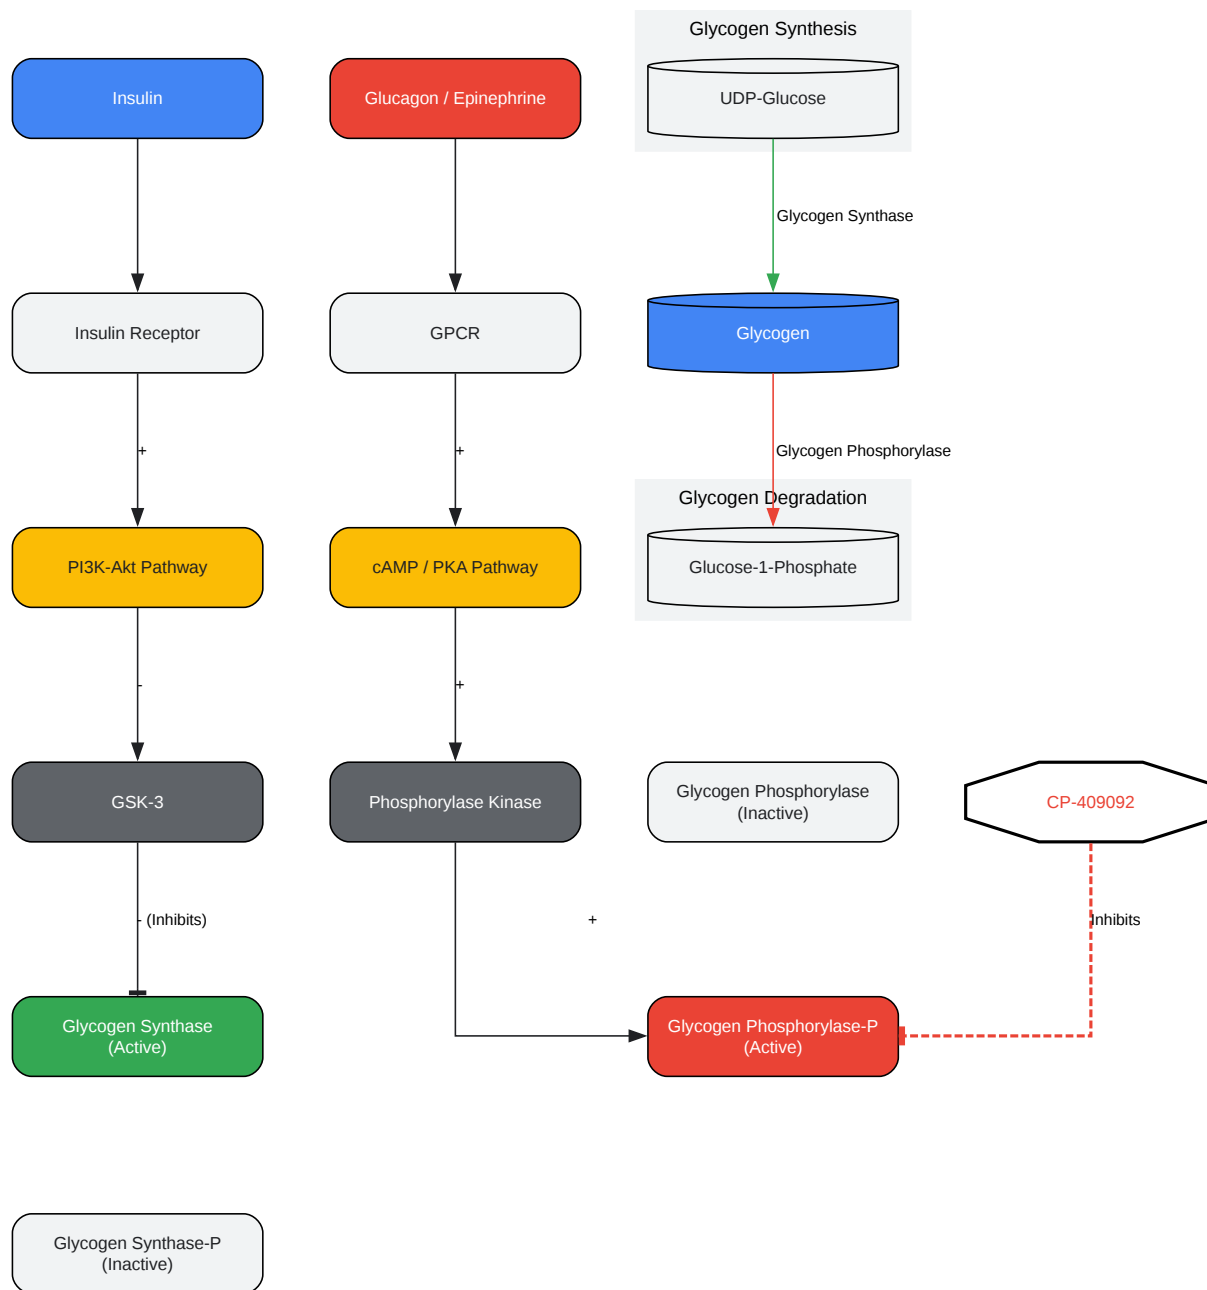 Glycogen Synthesis
Insulin
Glucagon / Epinephrine
UDP-Glucose
Glycogen Synthase
Insulin Receptor
GPCR
Glycogen
+
+
Glycogen Phosphorylase
Glycogen Degradation
PI3K-Akt Pathway
cAMP / PKA Pathway
Glucose-1-Phosphate
-
+
GSK-3
Phosphorylase Kinase
Glycogen Phosphorylase
(Inactive)
CP-409092
- (Inhibits)
+
Inhibits
Glycogen Synthase
(Active)
Glycogen Phosphorylase-P
(Active)
Glycogen Synthase-P
(Inactive)